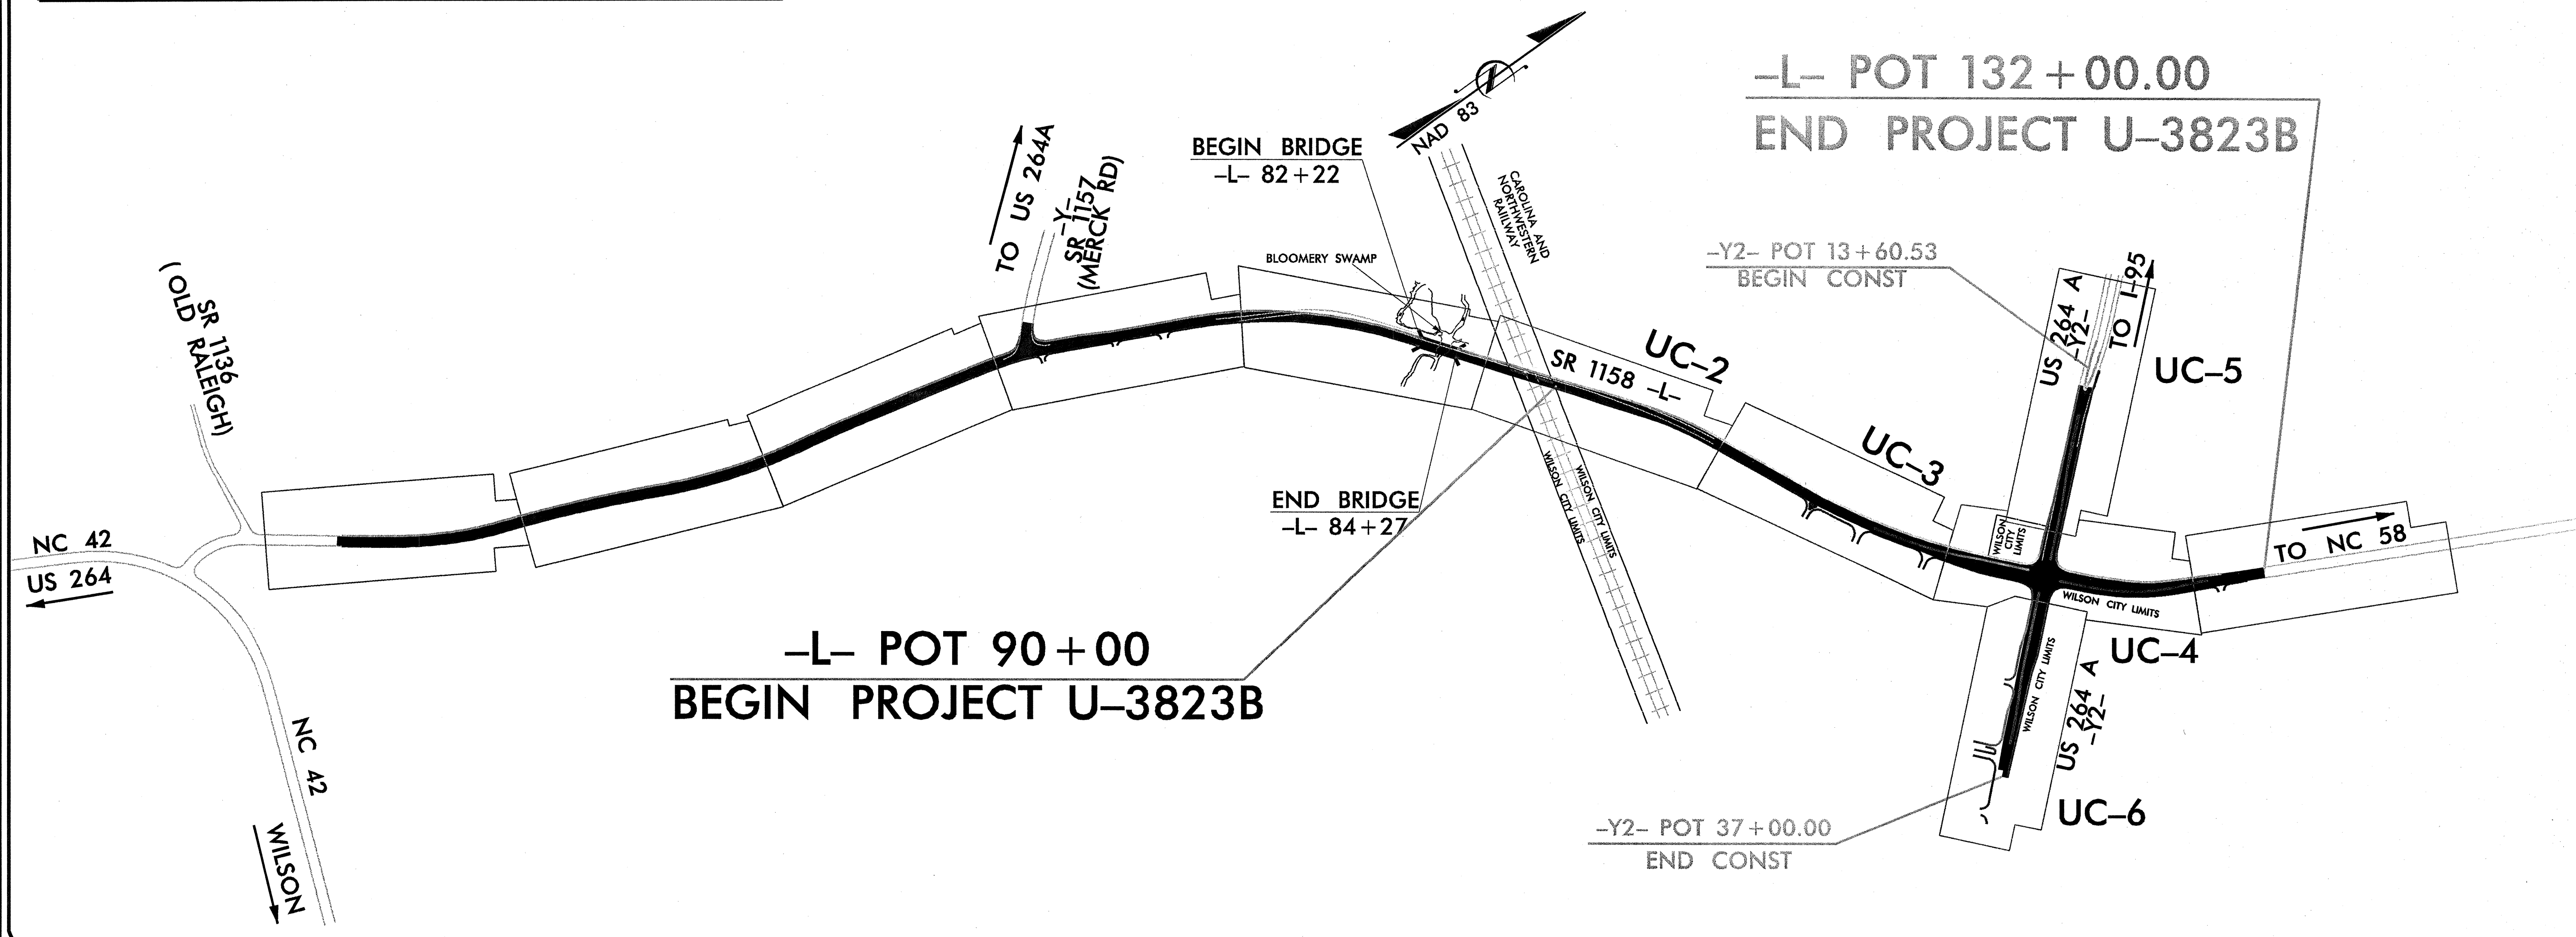 –L– POT 132+00.00
END PROJECT U–3823B
NAD 83
BEGIN BRIDGE
–L– 82+22
CAROLINA AND
NORTHWESTERN
RAILWAY
TO US 264A
–Y–
SR 1157
(MERCK RD)
BLOOMERY SWAMP
–Y2– POT 13+60.53
BEGIN CONST
US 264 A
–Y2–
TO I–95
UC–5
SR 1136
(OLD RALEIGH)
UC–2
SR 1158 –L–
UC–3
END BRIDGE
–L– 84+27
WILSON CITY LIMITS
WILSON CITY LIMITS
WILSON
CITY
LIMITS
TO NC 58
NC 42
US 264
WILSON CITY LIMITS
UC–4
–L– POT 90+00
BEGIN PROJECT U–3823B
WILSON CITY LIMITS
US 264 A
–Y2–
NC 42
UC–6
–Y2– POT 37+00.00
END CONST
WILSON